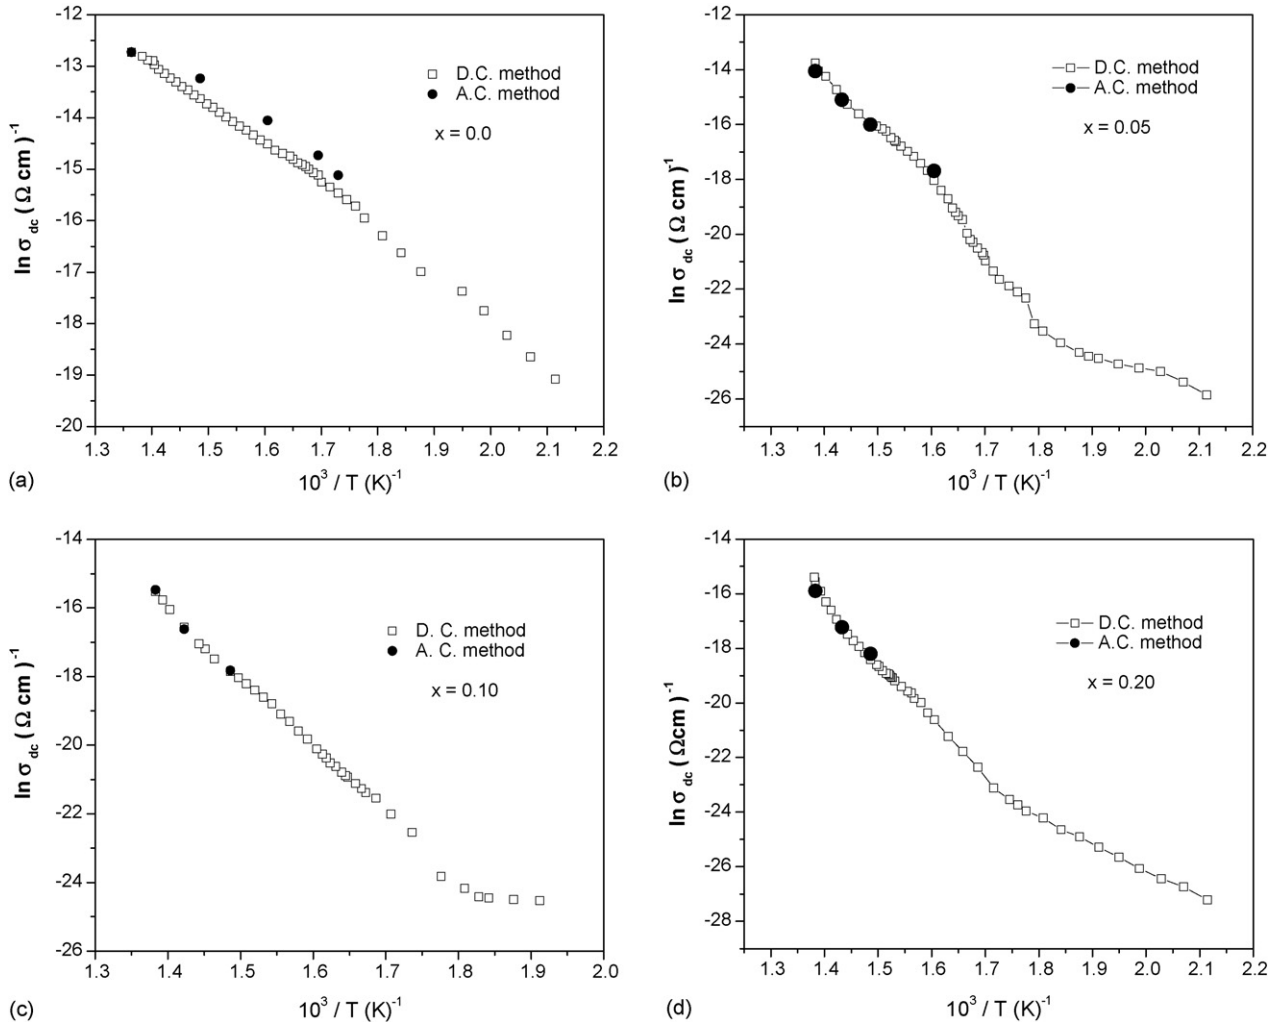 -12
-13
-14
-15
-16
-17
-18
-19
-20
ln σ dc ( Ω cm )⁻¹
D.C. method
A.C. method
x = 0.0
1.3 1.4 1.5 1.6 1.7 1.8 1.9 2.0 2.1 2.2
10³ / T (K)⁻¹
(a)
-12
-14
-16
-18
-20
-22
-24
-26
ln σ dc ( Ω cm)⁻¹
D.C. method
A.C. method
x = 0.05
1.3 1.4 1.5 1.6 1.7 1.8 1.9 2.0 2.1 2.2
10³ / T (K)⁻¹
(b)
-14
-16
-18
-20
-22
-24
-26
ln σ dc ( Ω cm )⁻¹
D. C. method
A. C. method
x = 0.10
1.3 1.4 1.5 1.6 1.7 1.8 1.9 2.0
10³ / T (K)⁻¹
(c)
-14
-16
-18
-20
-22
-24
-26
-28
ln σ dc ( Ωcm )⁻¹
D.C. method
A.C. method
x = 0.20
1.3 1.4 1.5 1.6 1.7 1.8 1.9 2.0 2.1 2.2
10³ / T (K)⁻¹
(d)